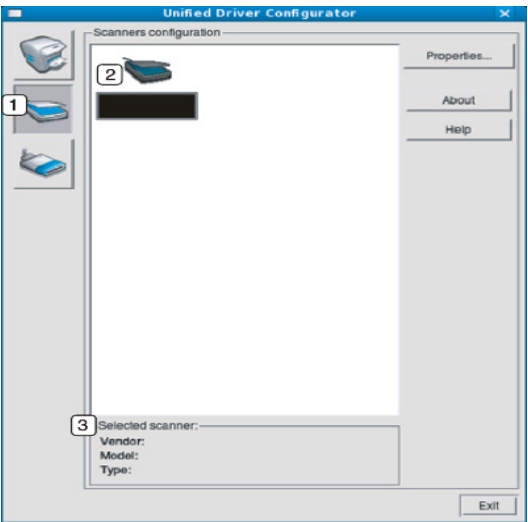 Unified Driver Configurator
Scanners configuration
Properties...
2
1
About
Help
3
Selected scanner:
Vendor:
Model:
Type:
Exit